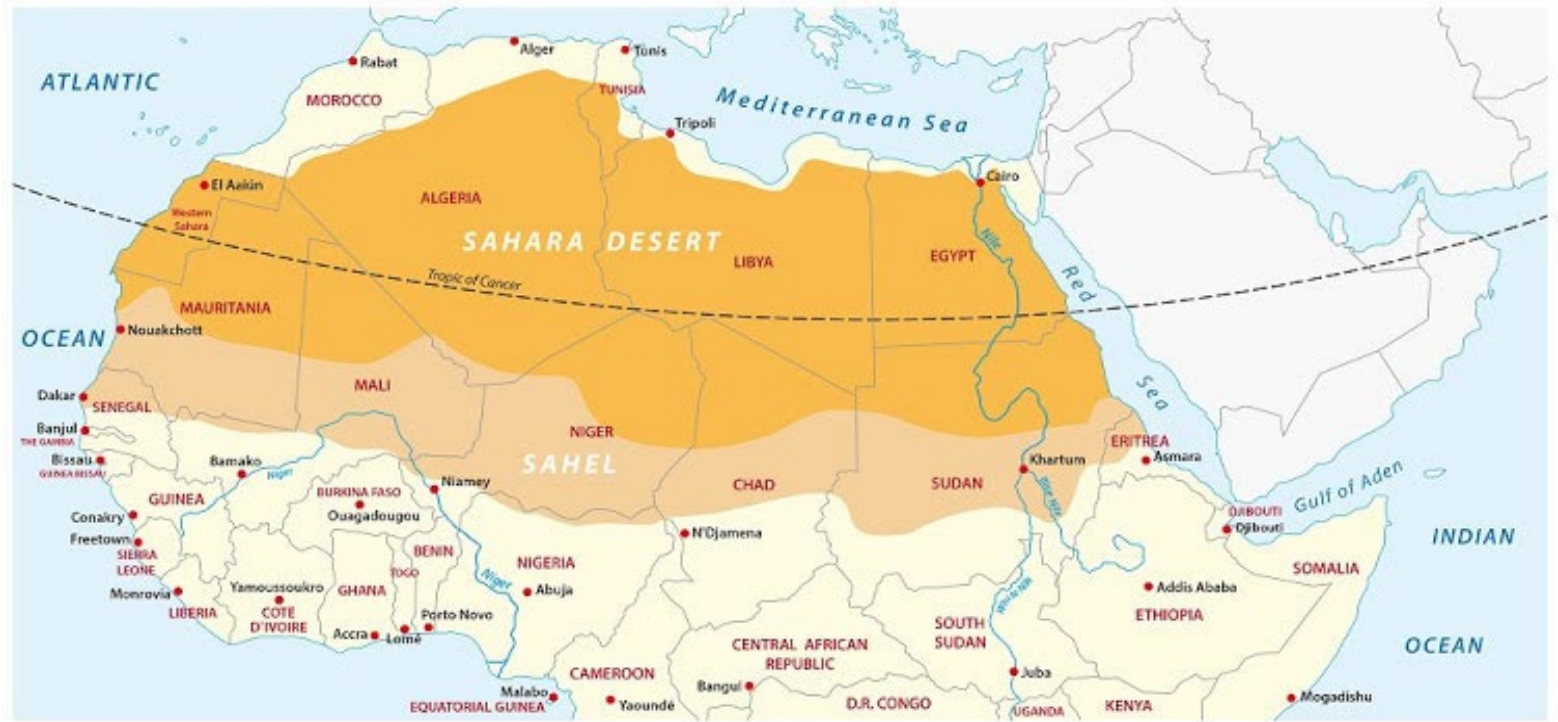 ATLANTIC
Rabat
Alger
Tunis
MOROCCO
TUNISIA
Mediterranean Sea
Tripoli
El Aaiún
Cairo
ALGERIA
Western
Sahara
SAHARA DESERT
Nile
LIBYA
EGYPT
Tropic of Cancer
Red
Sea
MAURITANIA
OCEAN
Nouakchott
MALI
Dakar
SENEGAL
Banjul
THE GAMBIA
NIGER
ERITREA
Bissau
GUINEA BISSAU
Bamako
Niger
SAHEL
Khartum
Asmara
Niamey
CHAD
SUDAN
Blue Nile
Gulf of Aden
GUINEA
BURKINA FASO
Ouagadougou
DJIBOUTI
Djibouti
Conakry
Freetown
N'Djamena
INDIAN
SIERRA
LEONE
BENIN
NIGERIA
TOGO
SOMALIA
Monrovia
Yamoussoukro
GHANA
Niger
Abuja
White Nile
Addis Ababa
LIBERIA
COTE
D'IVOIRE
Porto Novo
ETHIOPIA
Accra
Lomé
SOUTH
SUDAN
CENTRAL AFRICAN
REPUBLIC
OCEAN
CAMEROON
Juba
Malabo
Bangui
EQUATORIAL GUINEA
Yaoundé
D.R. CONGO
UGANDA
KENYA
Mogadishu